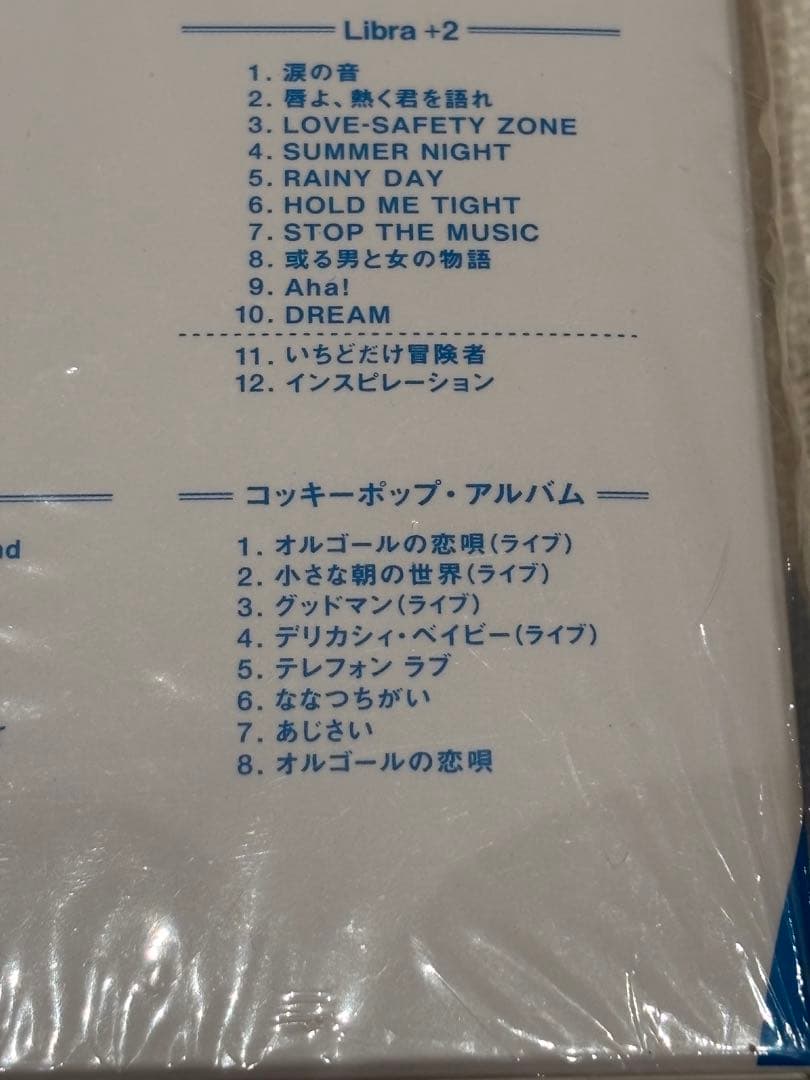 Libra +2
1. 涙の音
2. 唇よ、熱く君を語れ
3. LOVE-SAFETY ZONE
4. SUMMER NIGHT
5. RAINY DAY
6. HOLD ME TIGHT
7. STOP THE MUSIC
8. 或る男と女の物語
9. Aha!
10. DREAM
11. いちどだけ冒険者
12. インスピレーション
コッキーポップ・アルバム
1. オルゴールの恋唄(ライブ)
2. 小さな朝の世界(ライブ)
3. グッドマン(ライブ)
4. デリカシィ・ベイビー(ライブ)
5. テレフォン ラブ
6. ななつちがい
7. あじさい
8. オルゴールの恋唄